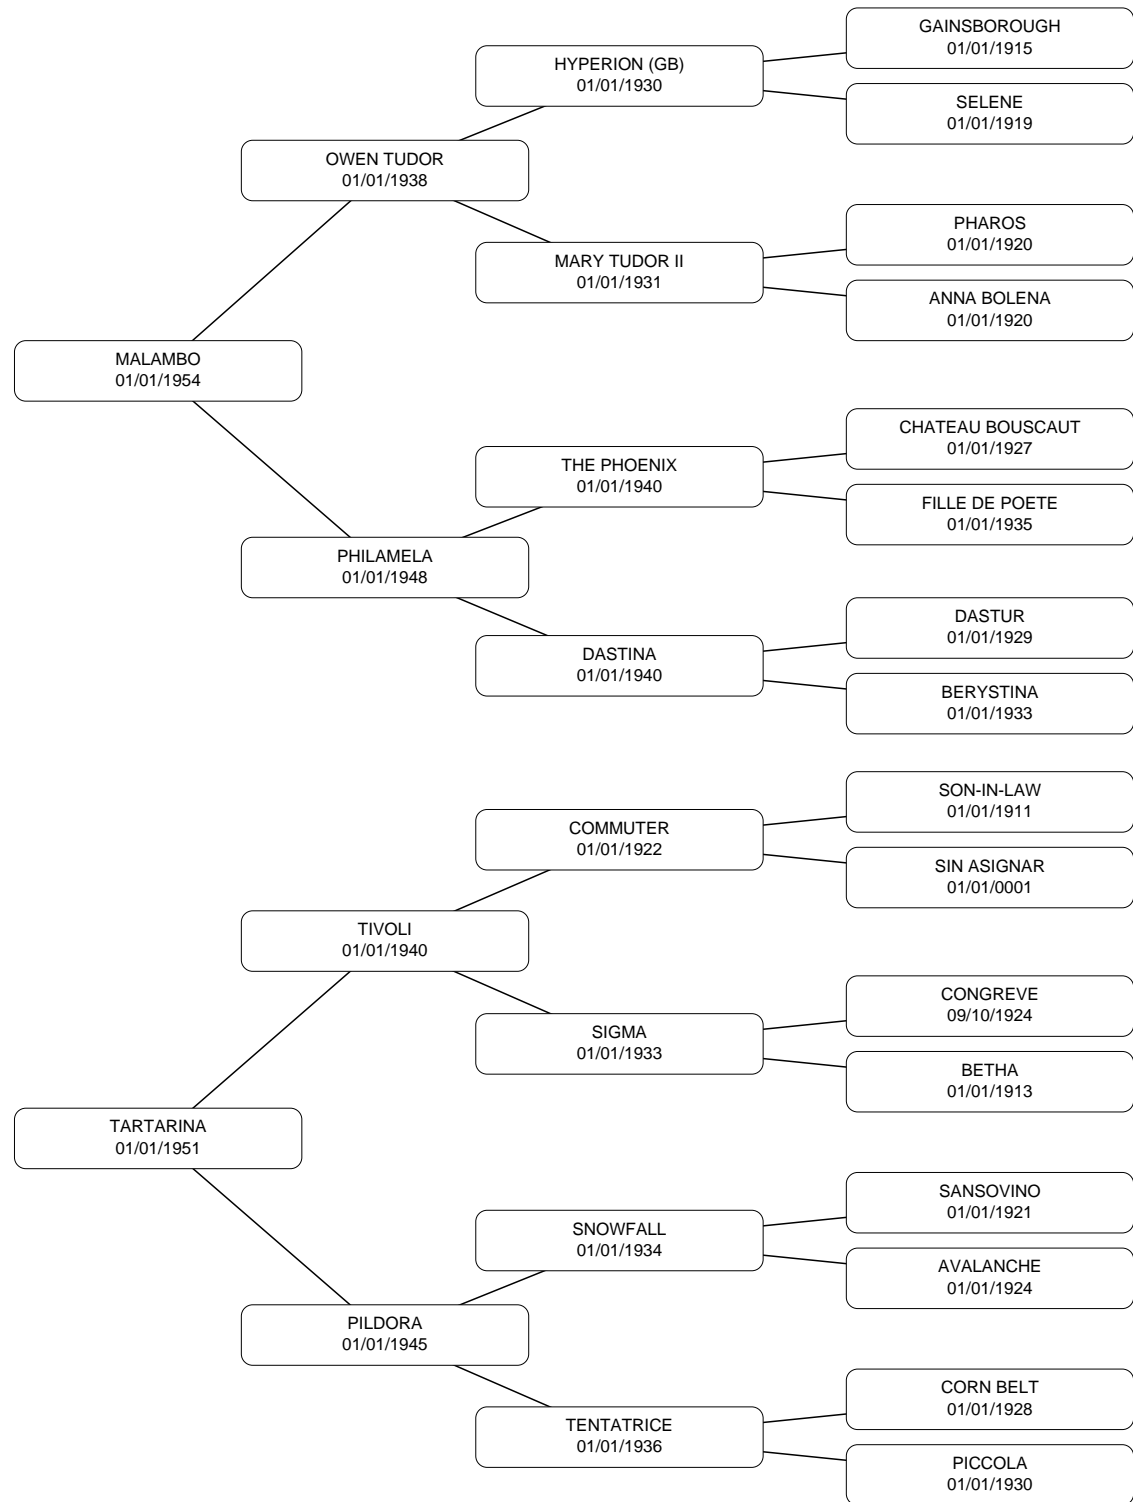 GAINSBOROUGH
01/01/1915
HYPERION (GB)
01/01/1930
SELENE
01/01/1919
OWEN TUDOR
01/01/1938
PHAROS
01/01/1920
MARY TUDOR II
01/01/1931
ANNA BOLENA
01/01/1920
MALAMBO
01/01/1954
CHATEAU BOUSCAUT
01/01/1927
THE PHOENIX
01/01/1940
FILLE DE POETE
01/01/1935
PHILAMELA
01/01/1948
DASTUR
01/01/1929
DASTINA
01/01/1940
BERYSTINA
01/01/1933
SON-IN-LAW
01/01/1911
COMMUTER
01/01/1922
SIN ASIGNAR
01/01/0001
TIVOLI
01/01/1940
CONGREVE
09/10/1924
SIGMA
01/01/1933
BETHA
01/01/1913
TARTARINA
01/01/1951
SANSOVINO
01/01/1921
SNOWFALL
01/01/1934
AVALANCHE
01/01/1924
PILDORA
01/01/1945
CORN BELT
01/01/1928
TENTATRICE
01/01/1936
PICCOLA
01/01/1930